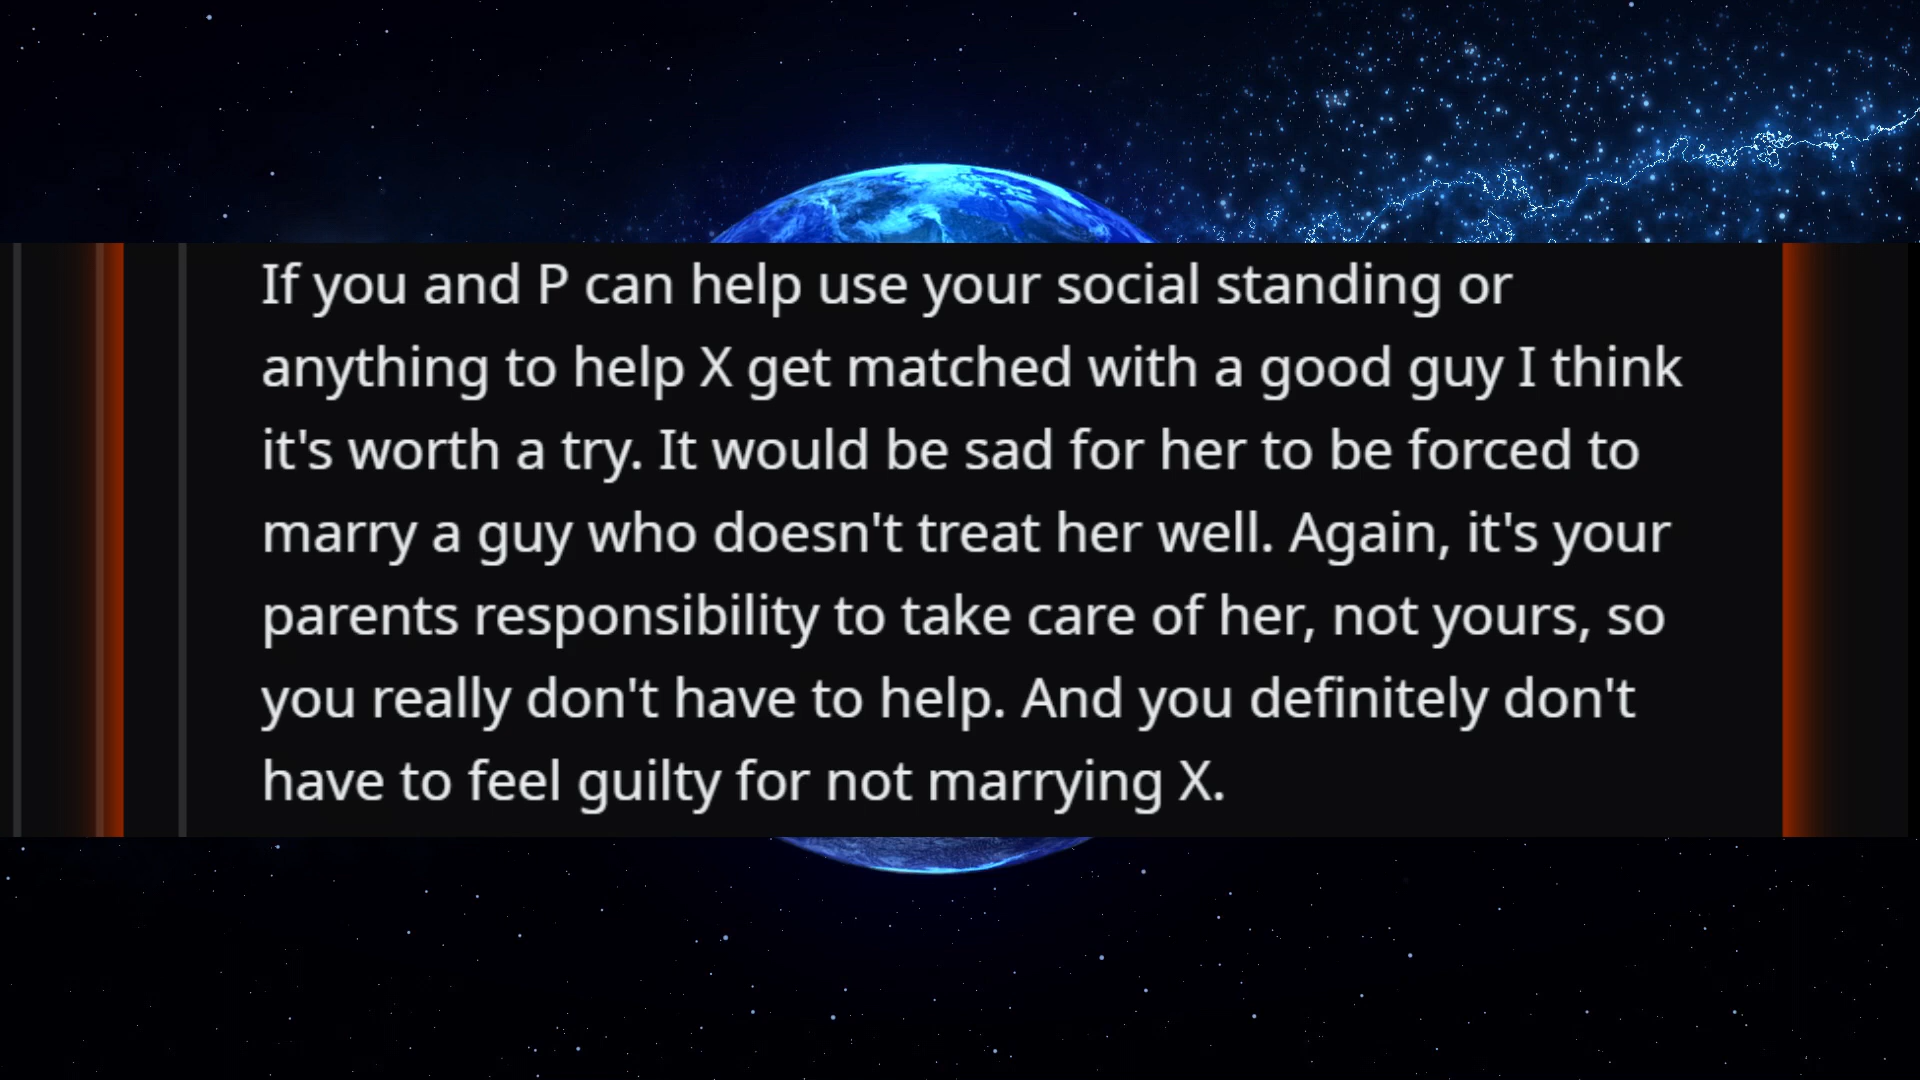 If you and P can help use your social standing or
anything to help X get matched with a good guy I think
it's worth a try. It would be sad for her to be forced to
marry a guy who doesn't treat her well. Again, it's your
parents responsibility to take care of her, not yours, so
you really don't have to help. And you definitely don't
have to feel guilty for not marrying X.